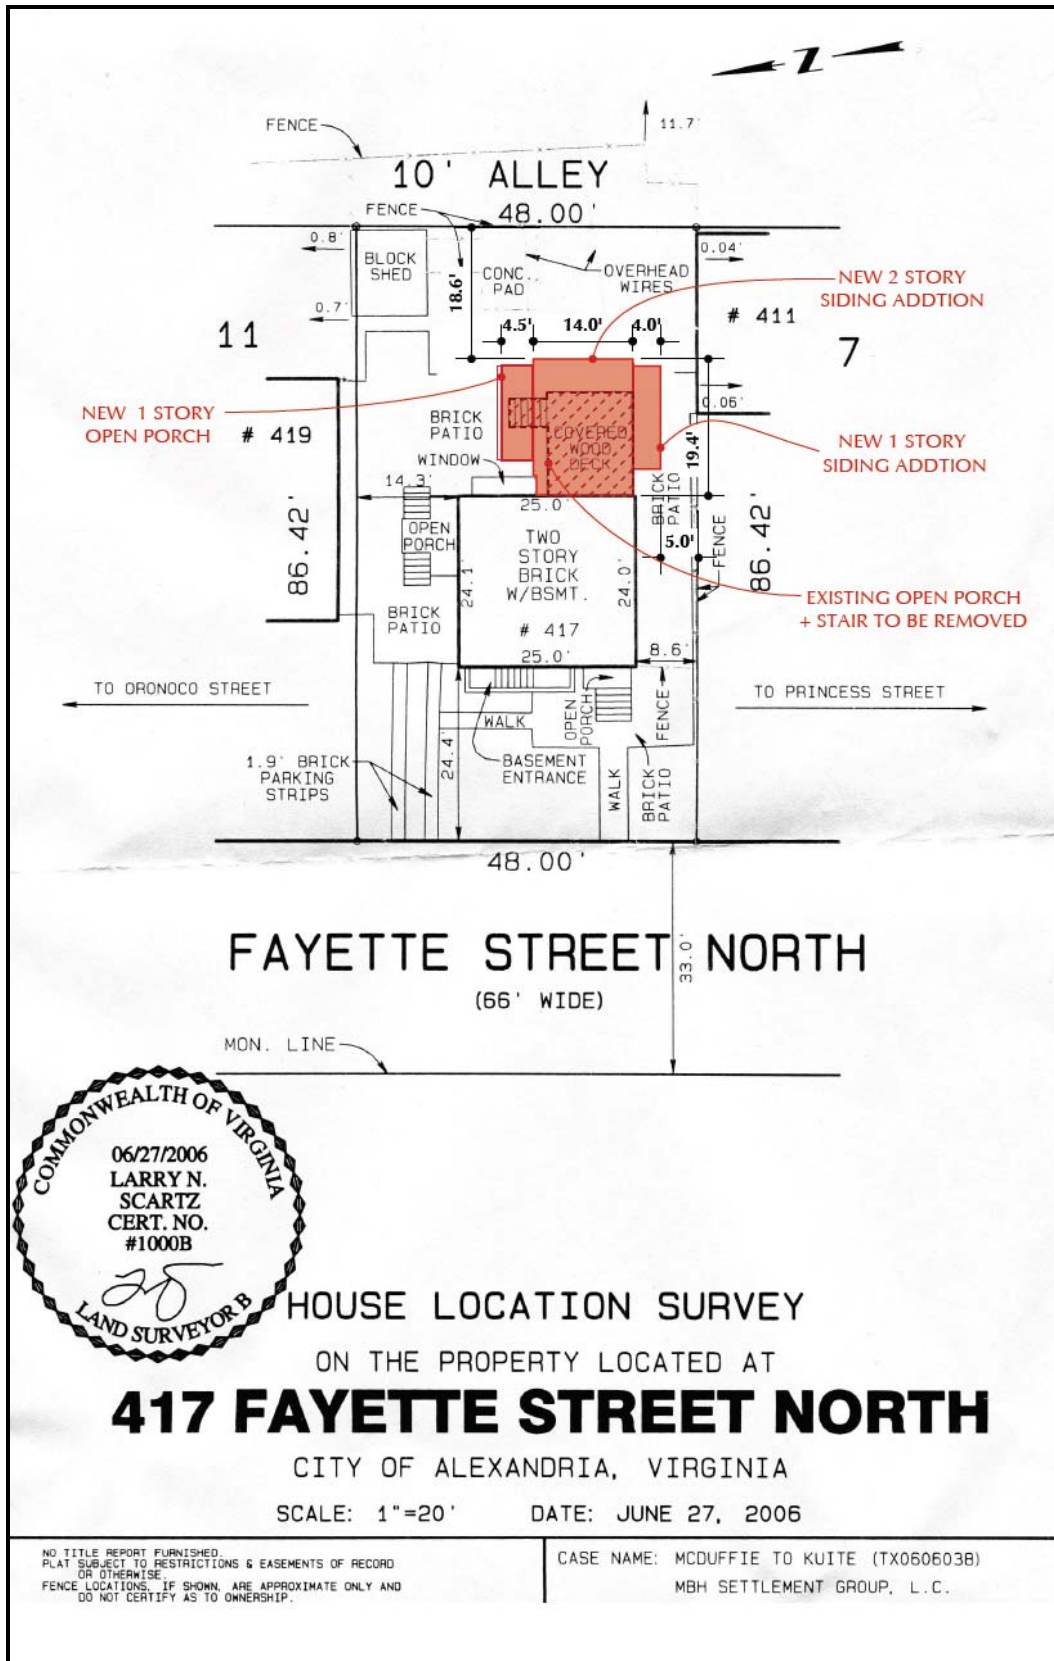 Z
FENCE
11.7'
10' ALLEY
FENCE
48.00'
0.8'
BLOCK
SHED
18.6'
CONC.
PAD
OVERHEAD
WIRES
0.04'
NEW 2 STORY
SIDING ADDTION
0.7'
11
4.5'
14.0'
4.0'
# 411
7
NEW 1 STORY
OPEN PORCH
# 419
BRICK
PATIO
COVERED
WOOD
DECK
0.06'
19.4'
NEW 1 STORY
SIDING ADDTION
WINDOW
14.3'
25.0'
BRICK
PATIO
86.42'
OPEN
PORCH
TWO
STORY
BRICK
W/BSMT.
# 417
25.0'
24.1'
24.0'
5.0'
FENCE
86.42'
EXISTING OPEN PORCH
+ STAIR TO BE REMOVED
BRICK
PATIO
8.6'
TO ORONOCO STREET
TO PRINCESS STREET
WALK
OPEN
PORCH
FENCE
24.4'
1.9' BRICK
PARKING
STRIPS
BASEMENT
ENTRANCE
WALK
BRICK
PATIO
48.00'
FAYETTE STREET NORTH
(66' WIDE)
33.0'
MON. LINE
COMMONWEALTH OF VIRGINIA
06/27/2006
LARRY N.
SCARTZ
CERT. NO.
#1000B
LAND SURVEYOR B
HOUSE LOCATION SURVEY
ON THE PROPERTY LOCATED AT
417 FAYETTE STREET NORTH
CITY OF ALEXANDRIA, VIRGINIA
SCALE: 1"=20' DATE: JUNE 27, 2006
NO TITLE REPORT FURNISHED.
PLAT SUBJECT TO RESTRICTIONS & EASEMENTS OF RECORD
OR OTHERWISE.
FENCE LOCATIONS, IF SHOWN, ARE APPROXIMATE ONLY AND
DO NOT CERTIFY AS TO OWNERSHIP.
CASE NAME: MCDUFFIE TO KUITE (TX060603B)
MBH SETTLEMENT GROUP, L.C.